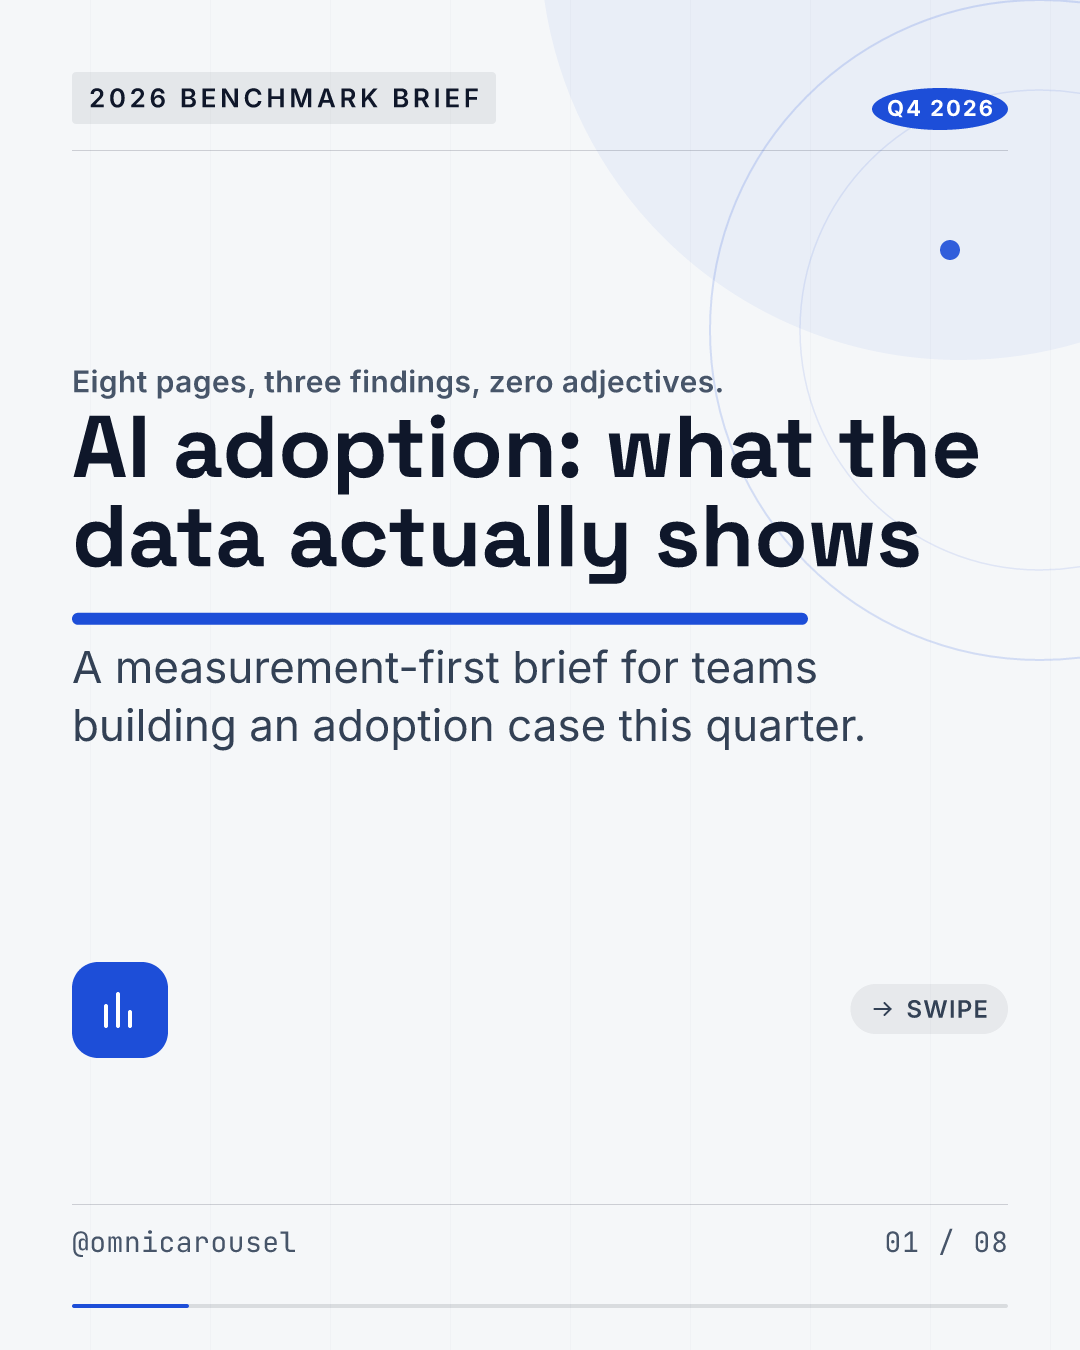 2026 BENCHMARK BRIEF
Q4 2026
Eight pages, three findings, zero adjectives.
AI adoption: what the
data actually shows
A measurement-first brief for teams
building an adoption case this quarter.
→ SWIPE
@omnicarousel
01 / 08